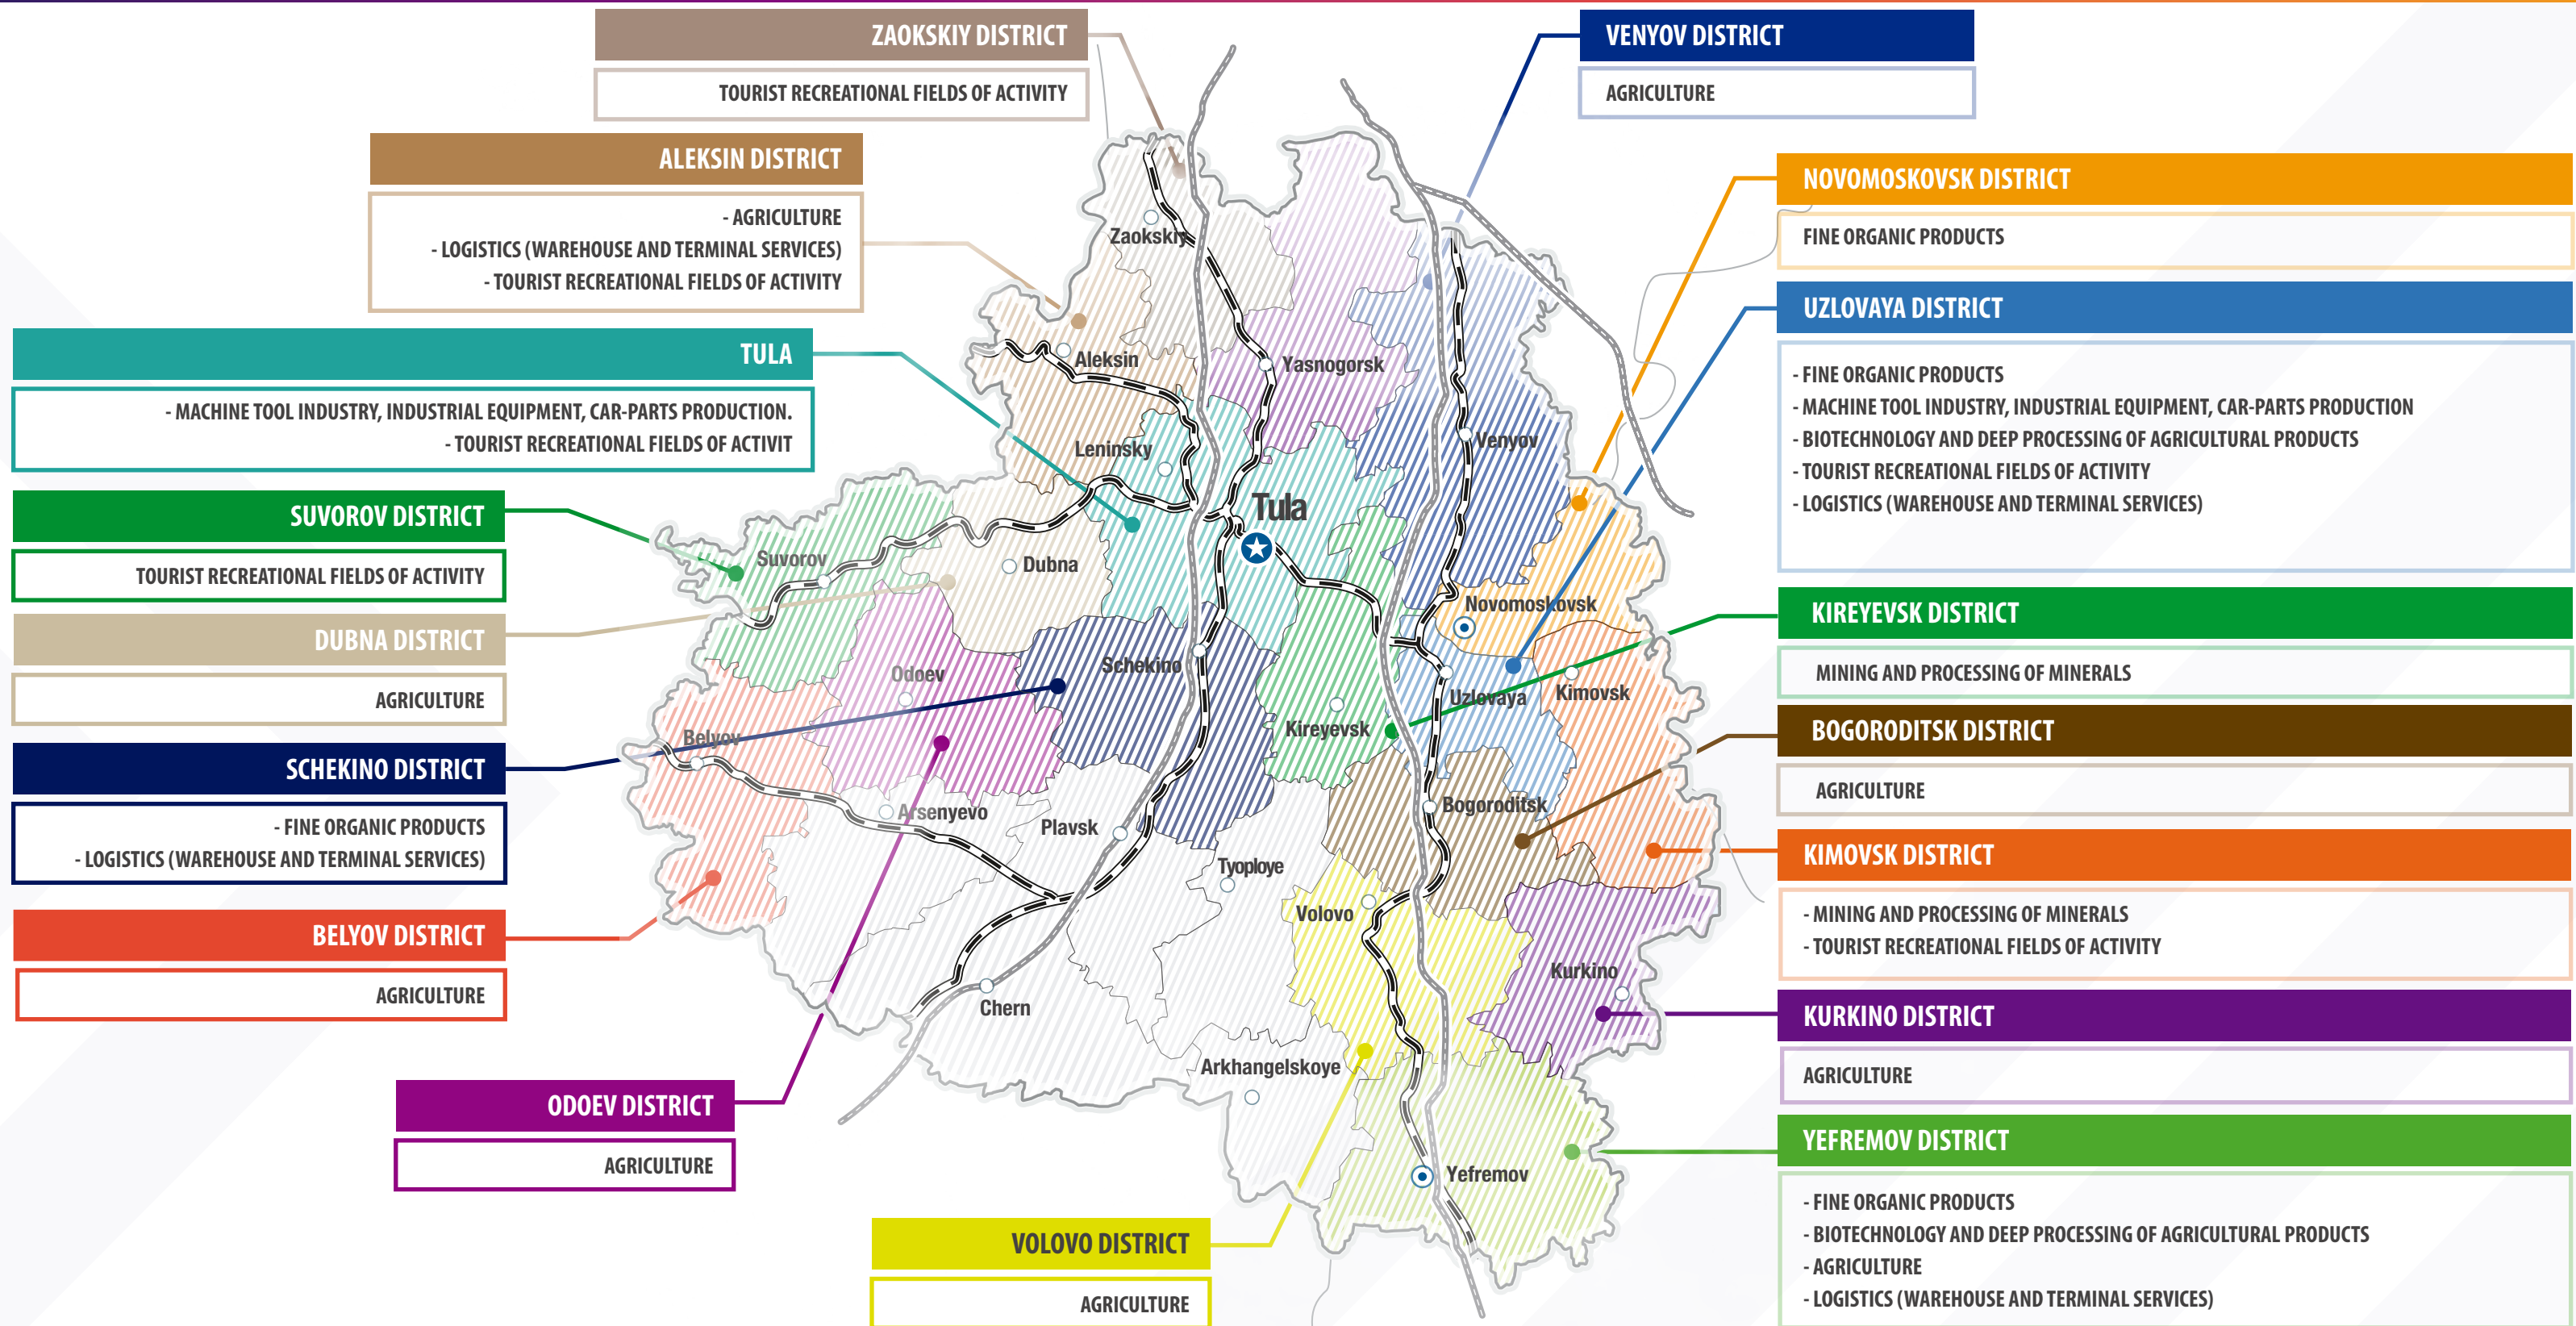 ZAOKSKIY DISTRICT
TOURIST RECREATIONAL FIELDS OF ACTIVITY
ALEKSIN DISTRICT
- AGRICULTURE
- LOGISTICS (WAREHOUSE AND TERMINAL SERVICES)
- TOURIST RECREATIONAL FIELDS OF ACTIVITY
TULA
- MACHINE TOOL INDUSTRY, INDUSTRIAL EQUIPMENT, CAR-PARTS PRODUCTION.
- TOURIST RECREATIONAL FIELDS OF ACTIVIT
SUVOROV DISTRICT
TOURIST RECREATIONAL FIELDS OF ACTIVITY
DUBNA DISTRICT
AGRICULTURE
SCHEKINO DISTRICT
- FINE ORGANIC PRODUCTS
- LOGISTICS (WAREHOUSE AND TERMINAL SERVICES)
BELYOV DISTRICT
AGRICULTURE
ODOEV DISTRICT
AGRICULTURE
VOLOVO DISTRICT
AGRICULTURE
Zaokskiy
Aleksin
Yasnogorsk
Leninsky
Venyov
Tula
Suvorov
Dubna
Novomoskovsk
Odoev
Schekino
Uzlovaya
Kimovsk
Belyov
Kireyevsk
Arsenyevo
Plavsk
Bogoroditsk
Tyoploye
Volovo
Kurkino
Chern
Arkhangelskoye
Yefremov
VENYOV DISTRICT
AGRICULTURE
NOVOMOSKOVSK DISTRICT
FINE ORGANIC PRODUCTS
UZLOVAYA DISTRICT
- FINE ORGANIC PRODUCTS
- MACHINE TOOL INDUSTRY, INDUSTRIAL EQUIPMENT, CAR-PARTS PRODUCTION
- BIOTECHNOLOGY AND DEEP PROCESSING OF AGRICULTURAL PRODUCTS
- TOURIST RECREATIONAL FIELDS OF ACTIVITY
- LOGISTICS (WAREHOUSE AND TERMINAL SERVICES)
KIREYEVSK DISTRICT
MINING AND PROCESSING OF MINERALS
BOGORODITSK DISTRICT
AGRICULTURE
KIMOVSK DISTRICT
- MINING AND PROCESSING OF MINERALS
- TOURIST RECREATIONAL FIELDS OF ACTIVITY
KURKINO DISTRICT
AGRICULTURE
YEFREMOV DISTRICT
- FINE ORGANIC PRODUCTS
- BIOTECHNOLOGY AND DEEP PROCESSING OF AGRICULTURAL PRODUCTS
- AGRICULTURE
- LOGISTICS (WAREHOUSE AND TERMINAL SERVICES)